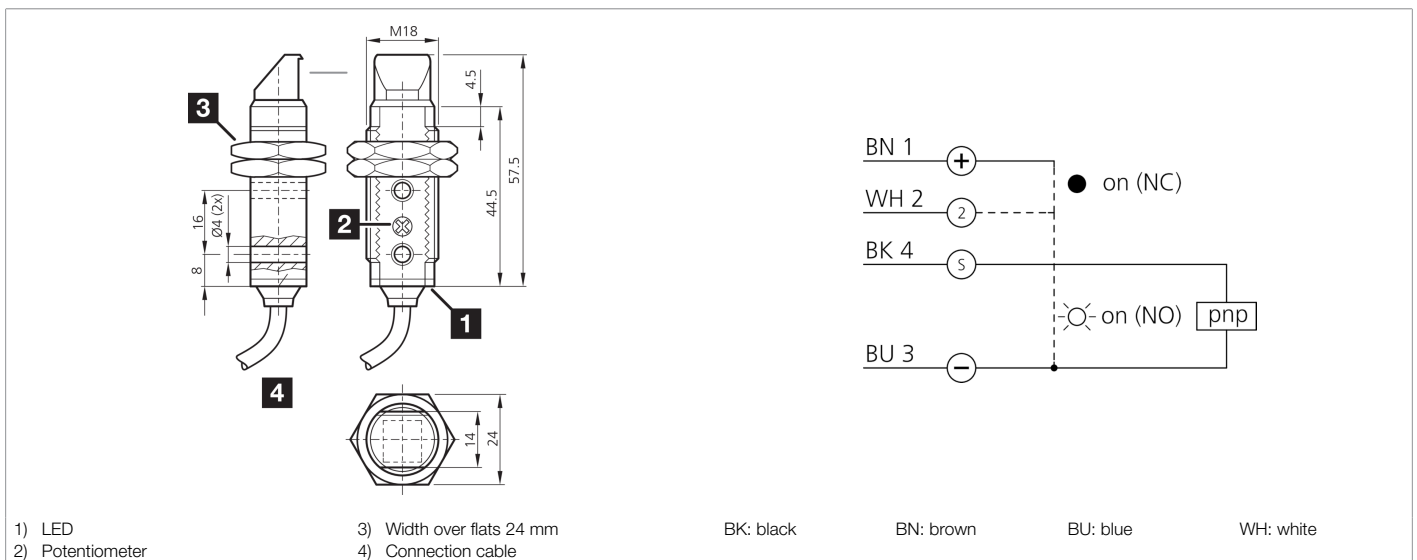 M18
4.5
3
57.5
44.5
16
Ø4 (2x)
2
8
1
4
14
24
BN 1
+
on (NC)
WH 2
2
BK 4
S
on (NO)
pnp
BU 3
−
1) LED
2) Potentiometer
3) Width over flats 24 mm
4) Connection cable
BK: black
BN: brown
BU: blue
WH: white